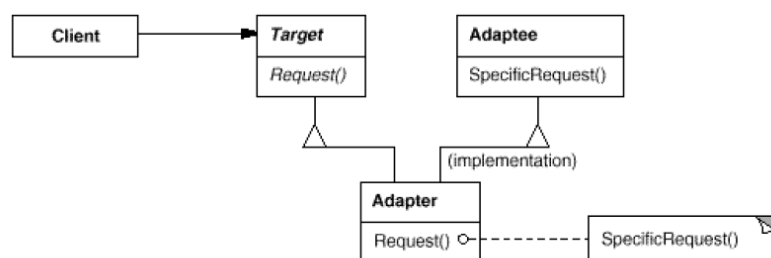 Client
Target
Request()
Adaptee
SpecificRequest()
(implementation)
Adapter
Request()
SpecificRequest()